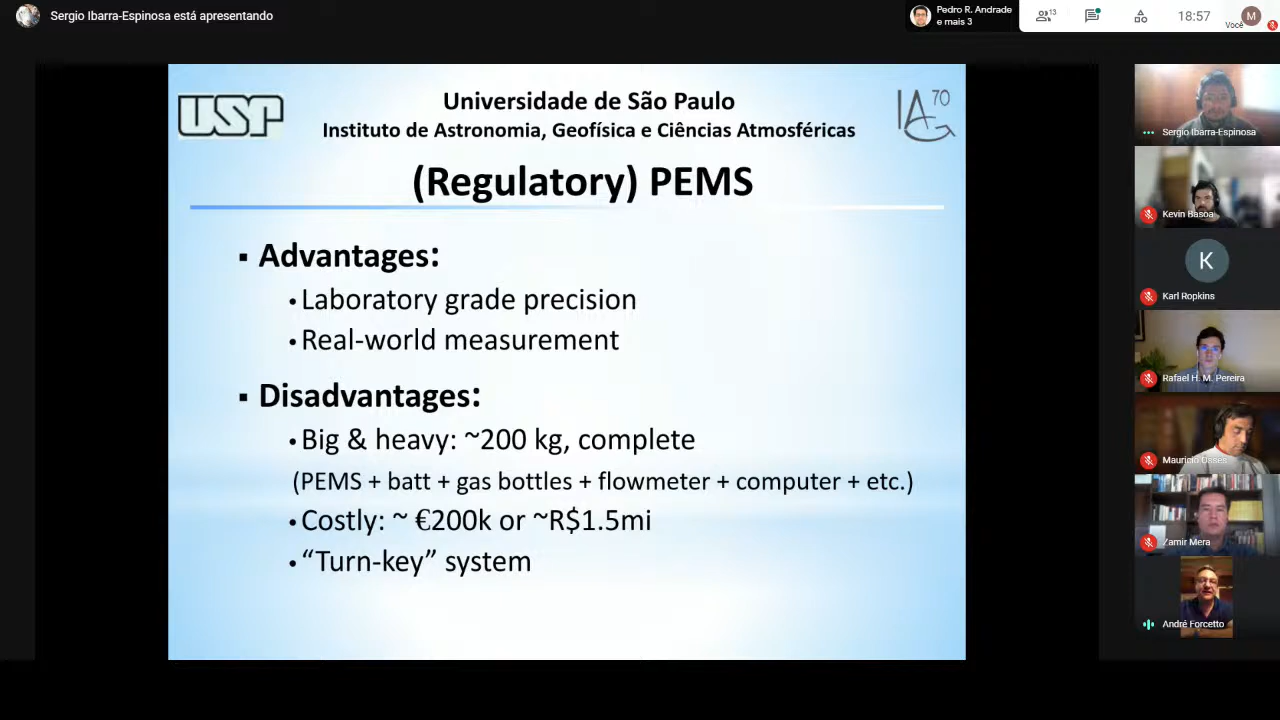 Sergio Ibarra-Espinosa está apresentando
Pedro R. Andrade
e mais 3
13
18:57
Você
M
USP
Universidade de São Paulo
Instituto de Astronomia, Geofísica e Ciências Atmosféricas
IAG 70
(Regulatory) PEMS
▪ Advantages:
• Laboratory grade precision
• Real-world measurement
▪ Disadvantages:
• Big & heavy: ~200 kg, complete
(PEMS + batt + gas bottles + flowmeter + computer + etc.)
• Costly: ~ €200k or ~R$1.5mi
• “Turn-key” system
Sergio Ibarra-Espinosa
Kevin Basoa
K
Karl Ropkins
Rafael H. M. Pereira
Mauricio Osses
Zamir Mera
André Forcetto